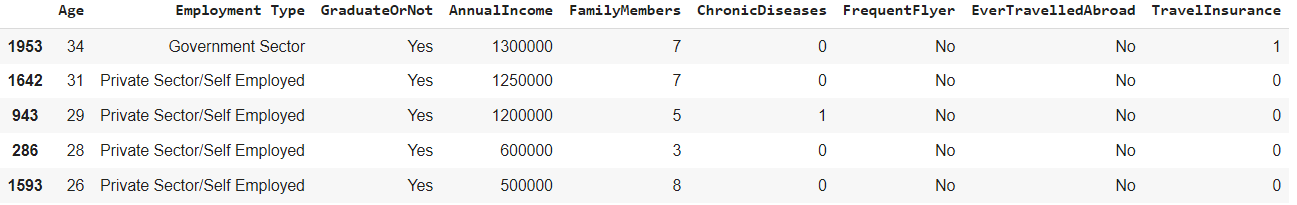 Age Employment Type GraduateOrNot AnnualIncome FamilyMembers ChronicDiseases FrequentFlyer EverTravelledAbroad TravelInsurance
1953 34 Government Sector Yes 1300000 7 0 No No 1
1642 31 Private Sector/Self Employed Yes 1250000 7 0 No No 0
943 29 Private Sector/Self Employed Yes 1200000 5 1 No No 0
286 28 Private Sector/Self Employed Yes 600000 3 0 No No 0
1593 26 Private Sector/Self Employed Yes 500000 8 0 No No 0